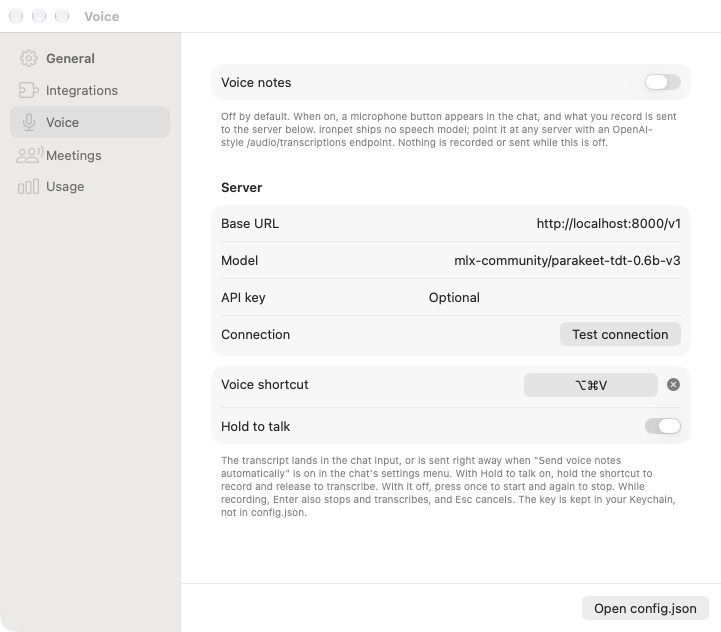 Voice
General
Integrations
Voice
Meetings
Usage
Voice notes
Off by default. When on, a microphone button appears in the chat, and what you record is sent
to the server below. ironpet ships no speech model; point it at any server with an OpenAI-
style /audio/transcriptions endpoint. Nothing is recorded or sent while this is off.
Server
Base URL http://localhost:8000/v1
Model mlx-community/parakeet-tdt-0.6b-v3
API key Optional
Connection Test connection
Voice shortcut ⌥⌘V
Hold to talk
The transcript lands in the chat input, or is sent right away when "Send voice notes
automatically" is on in the chat's settings menu. With Hold to talk on, hold the shortcut to
record and release to transcribe. With it off, press once to start and again to stop. While
recording, Enter also stops and transcribes, and Esc cancels. The key is kept in your Keychain,
not in config.json.
Open config.json